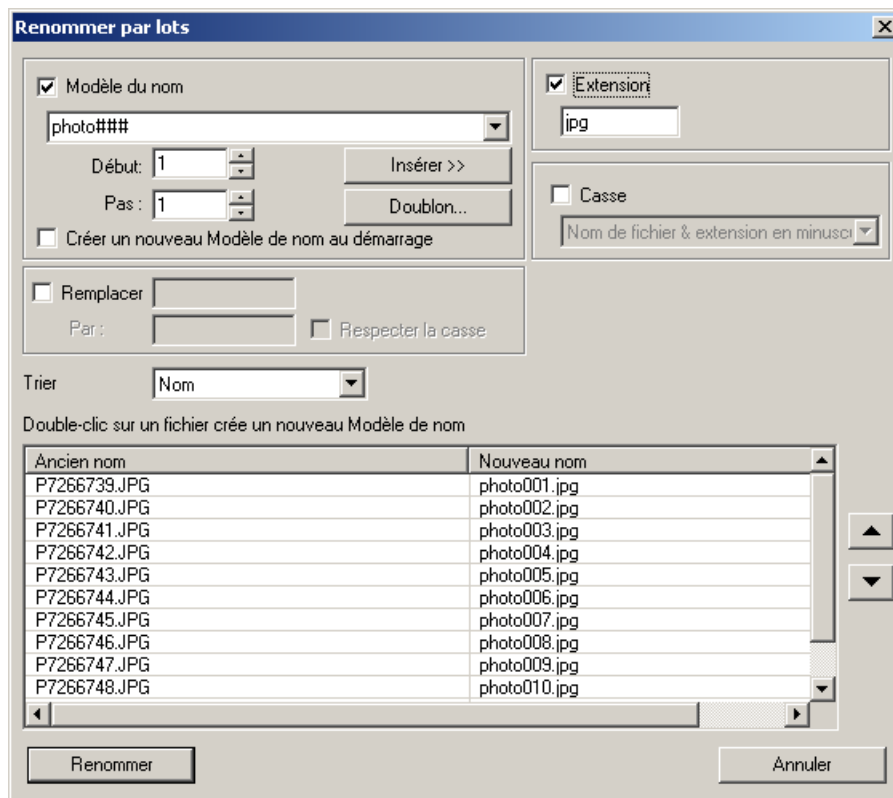 Renommer par lots
Modèle du nom
photo###
Début: 1
Insérer >>
Pas : 1
Doublon...
Créer un nouveau Modèle de nom au démarrage
Extension
jpg
Casse
Nom de fichier & extension en minusc
Remplacer
Par :
Respecter la casse
Trier
Nom
Double-clic sur un fichier crée un nouveau Modèle de nom
Ancien nom Nouveau nom
P7266739.JPG photo001.jpg
P7266740.JPG photo002.jpg
P7266741.JPG photo003.jpg
P7266742.JPG photo004.jpg
P7266743.JPG photo005.jpg
P7266744.JPG photo006.jpg
P7266745.JPG photo007.jpg
P7266746.JPG photo008.jpg
P7266747.JPG photo009.jpg
P7266748.JPG photo010.jpg
Renommer
Annuler